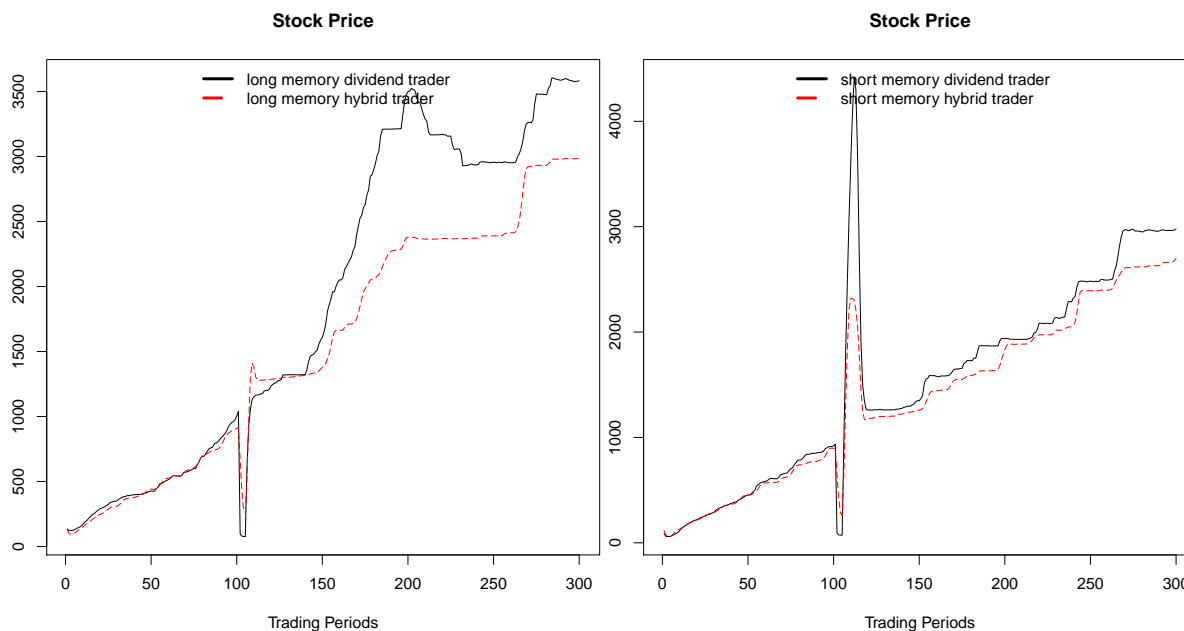 Stock Price
long memory dividend trader
long memory hybrid trader
3500
3000
2500
2000
1500
1000
500
0
0 50 100 150 200 250 300
Trading Periods
Stock Price
short memory dividend trader
short memory hybrid trader
4000
3000
2000
1000
0
0 50 100 150 200 250 300
Trading Periods